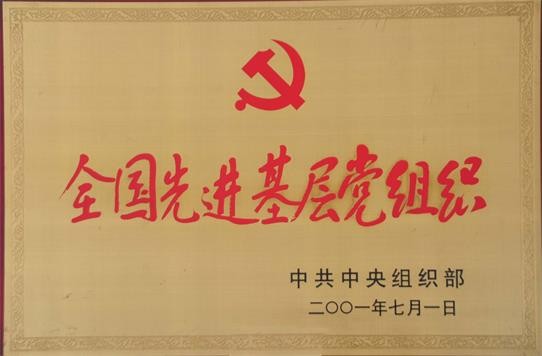 全国先进基层党组织
中共中央组织部
二〇〇一年七月一日